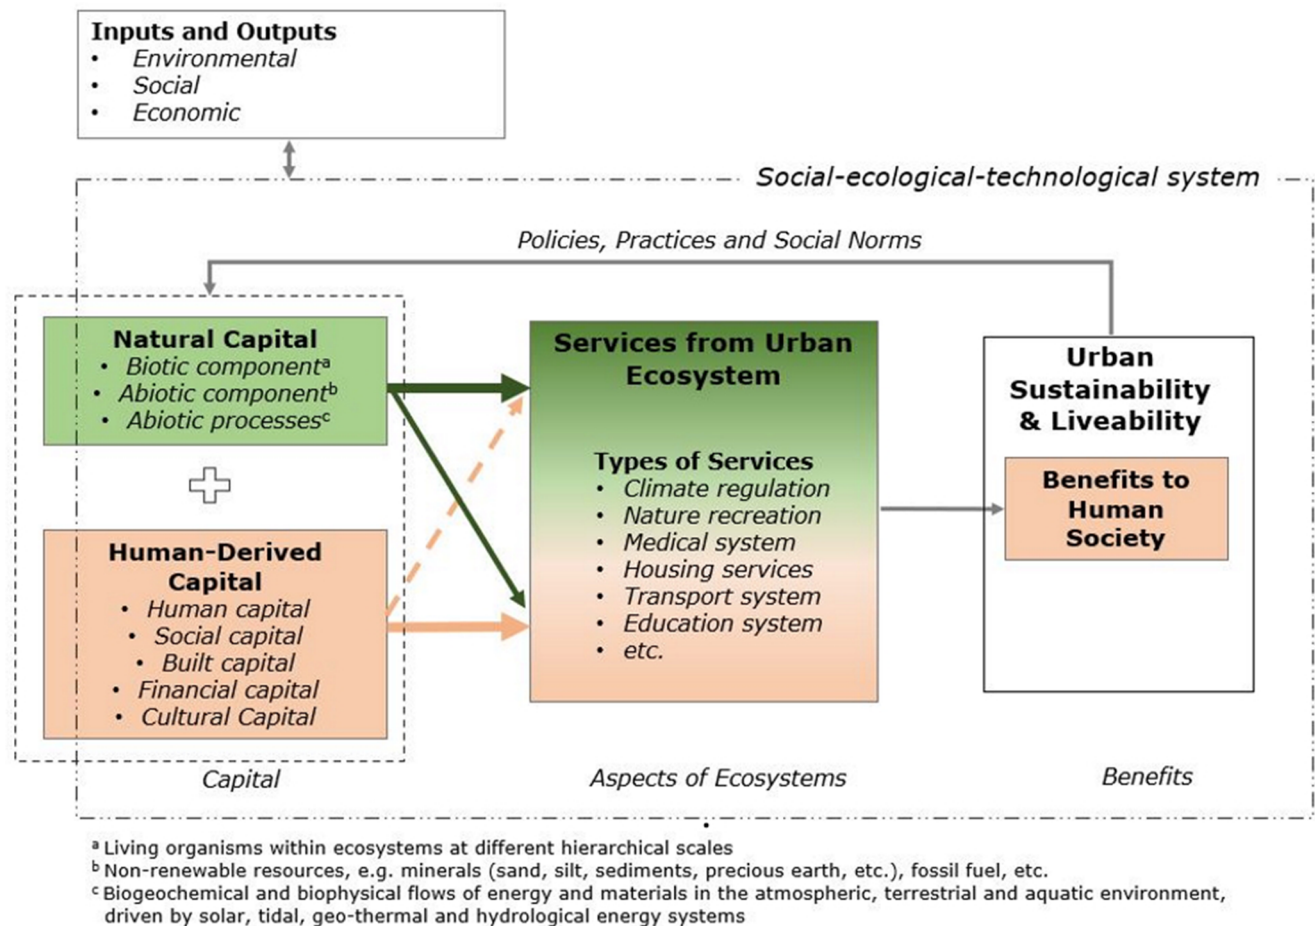 Inputs and Outputs
• Environmental
• Social
• Economic
Social-ecological-technological system
Policies, Practices and Social Norms
Natural Capital
• Biotic componentᵃ
• Abiotic componentᵇ
• Abiotic processesᶜ
Human-Derived
Capital
• Human capital
• Social capital
• Built capital
• Financial capital
• Cultural Capital
Capital
Services from Urban
Ecosystem
Types of Services
• Climate regulation
• Nature recreation
• Medical system
• Housing services
• Transport system
• Education system
• etc.
Aspects of Ecosystems
Urban
Sustainability
& Liveability
Benefits to
Human
Society
Benefits
ᵃ Living organisms within ecosystems at different hierarchical scales
ᵇ Non-renewable resources, e.g. minerals (sand, silt, sediments, precious earth, etc.), fossil fuel, etc.
ᶜ Biogeochemical and biophysical flows of energy and materials in the atmospheric, terrestrial and aquatic environment,
driven by solar, tidal, geo-thermal and hydrological energy systems